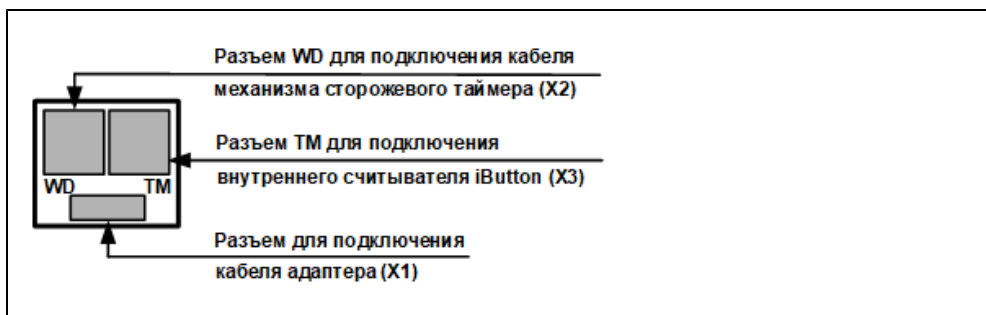 Разъем WD для подключения кабеля
механизма сторожевого таймера (X2)
Разъем TM для подключения
внутреннего считывателя iButton (X3)
WD TM
Разъем для подключения
кабеля адаптера (X1)